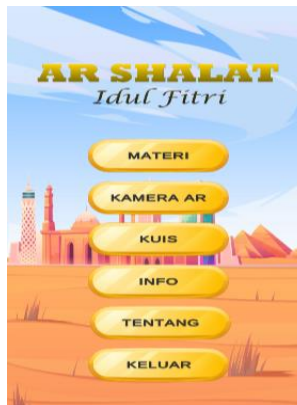 AR SHALAT
Idul Fitri
MATERI
KAMERA AR
KUIS
INFO
TENTANG
KELUAR